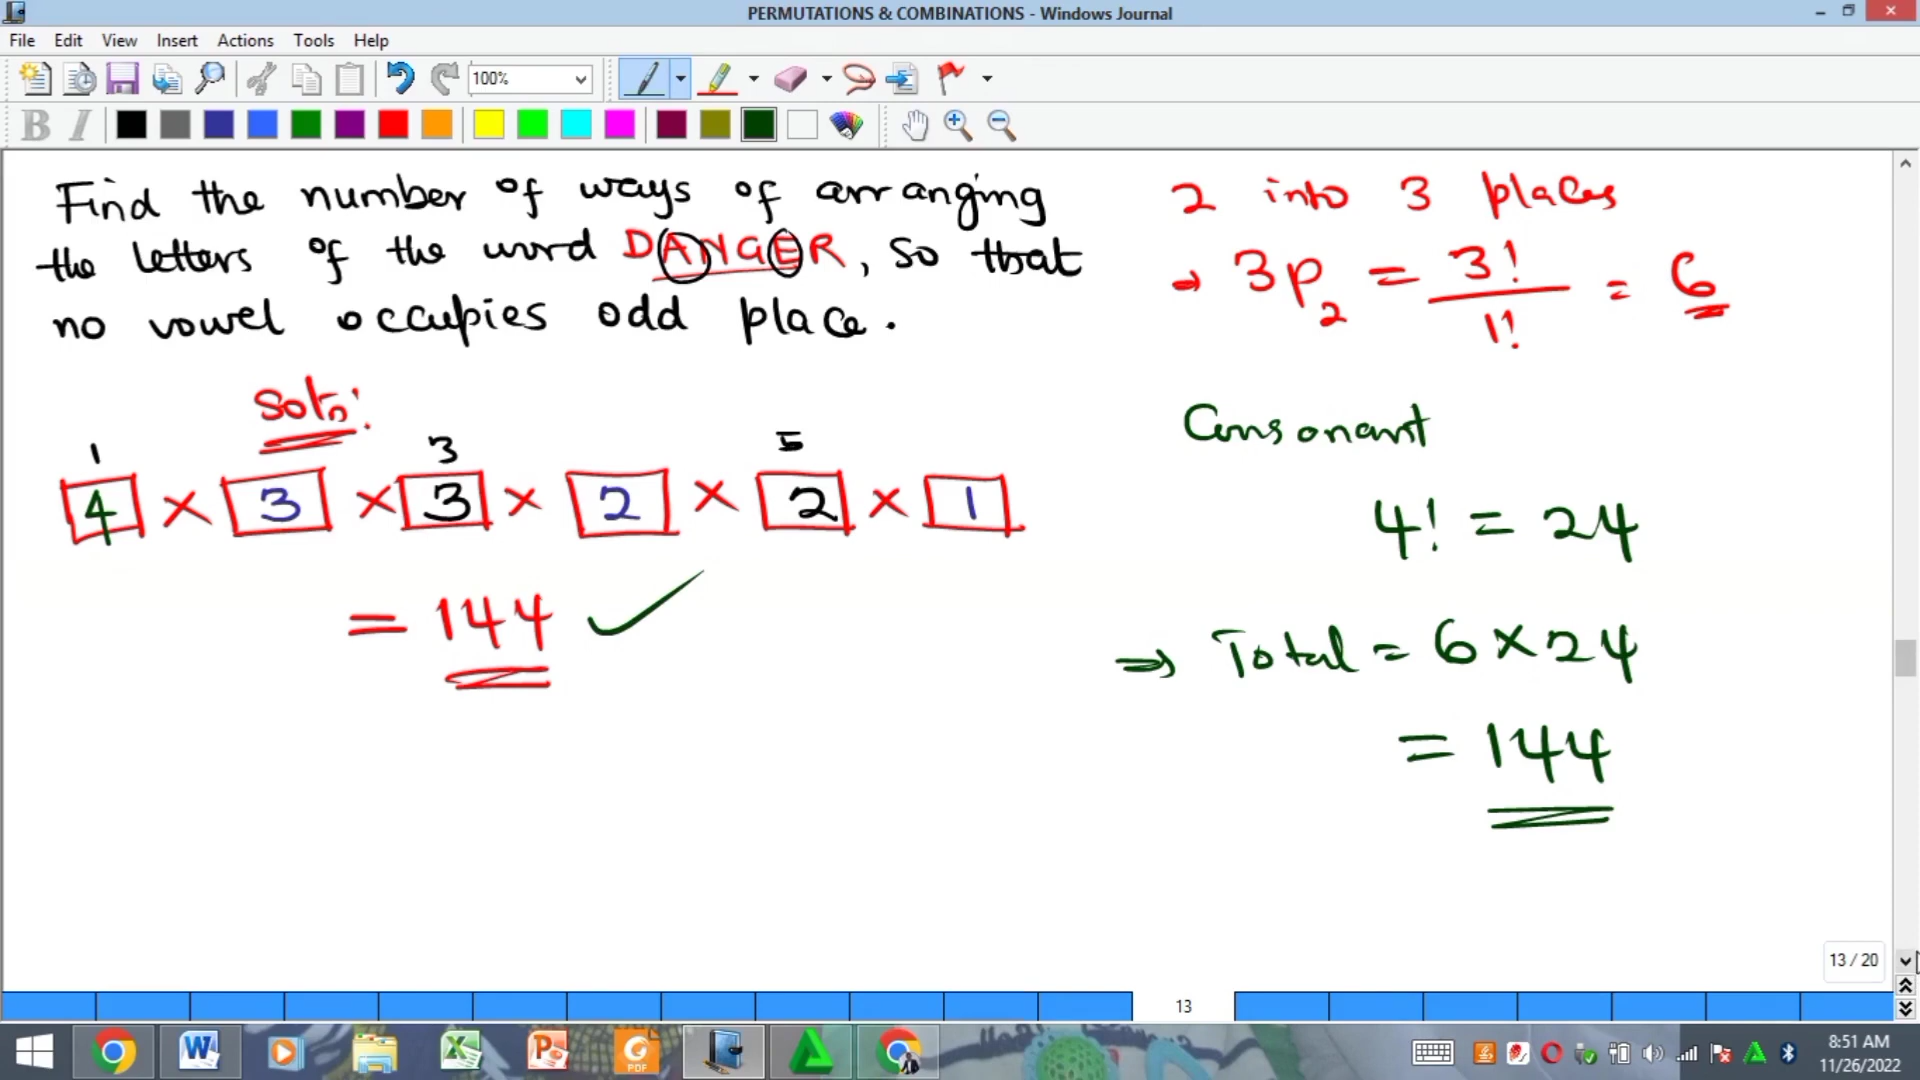 PERMUTATIONS & COMBINATIONS - Windows Journal
File Edit View Insert Actions Tools Help
100%
B I
Find the number of ways of arranging
the letters of the word DANGER, so that
no vowel occupies odd place.
Soln:
1 3 5
4 × 3 × 3 × 2 × 2 × 1
= 144 ✓
2 into 3 places
→ 3P2 = 3!/1! = 6
Consonant
4! = 24
⇒ Total = 6 × 24
= 144
13 / 20
13
PDF
8:51 AM
11/26/2022